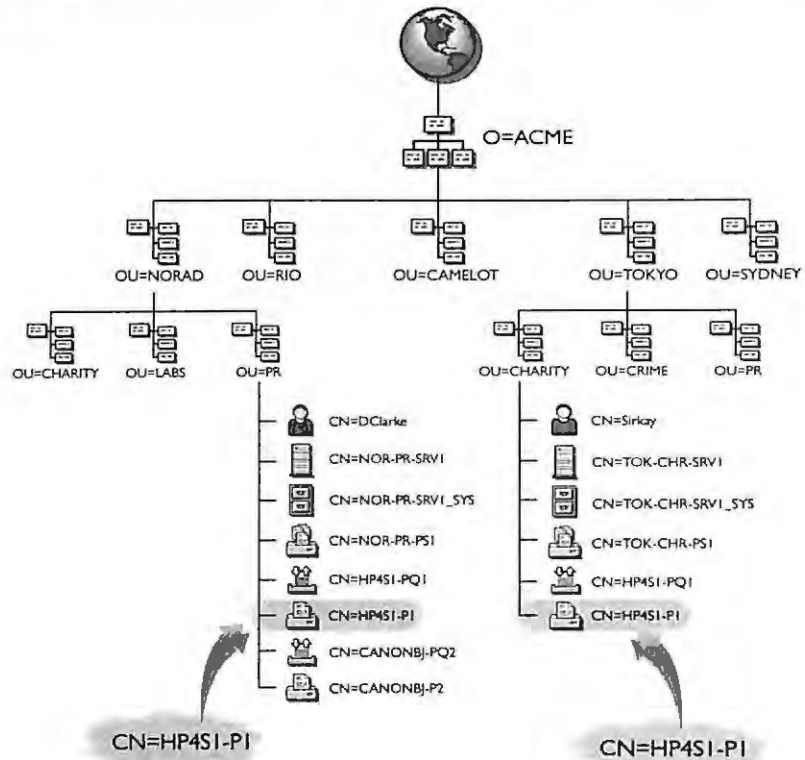 O=ACME
OU=NORAD
OU=RIO
OU=CAMELOT
OU=TOKYO
OU=SYDNEY
OU=CHARITY
OU=LABS
OU=PR
OU=CHARITY
OU=CRIME
OU=PR
CN=DClarke
CN=NOR-PR-SRV1
CN=NOR-PR-SRV1_SYS
CN=NOR-PR-PS1
CN=HP4SI-PQ1
CN=HP4SI-P1
CN=CANONBJ-PQ2
CN=CANONBJ-P2
CN=HP4SI-P1
CN=Sirkay
CN=TOK-CHR-SRV1
CN=TOK-CHR-SRV1_SYS
CN=TOK-CHR-PS1
CN=HP4SI-PQ1
CN=HP4SI-P1
CN=HP4SI-P1